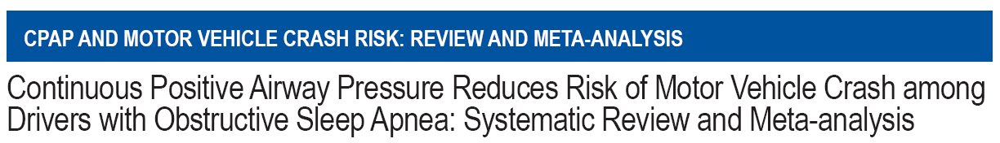 CPAP AND MOTOR VEHICLE CRASH RISK: REVIEW AND META-ANALYSIS
Continuous Positive Airway Pressure Reduces Risk of Motor Vehicle Crash among
Drivers with Obstructive Sleep Apnea: Systematic Review and Meta-analysis